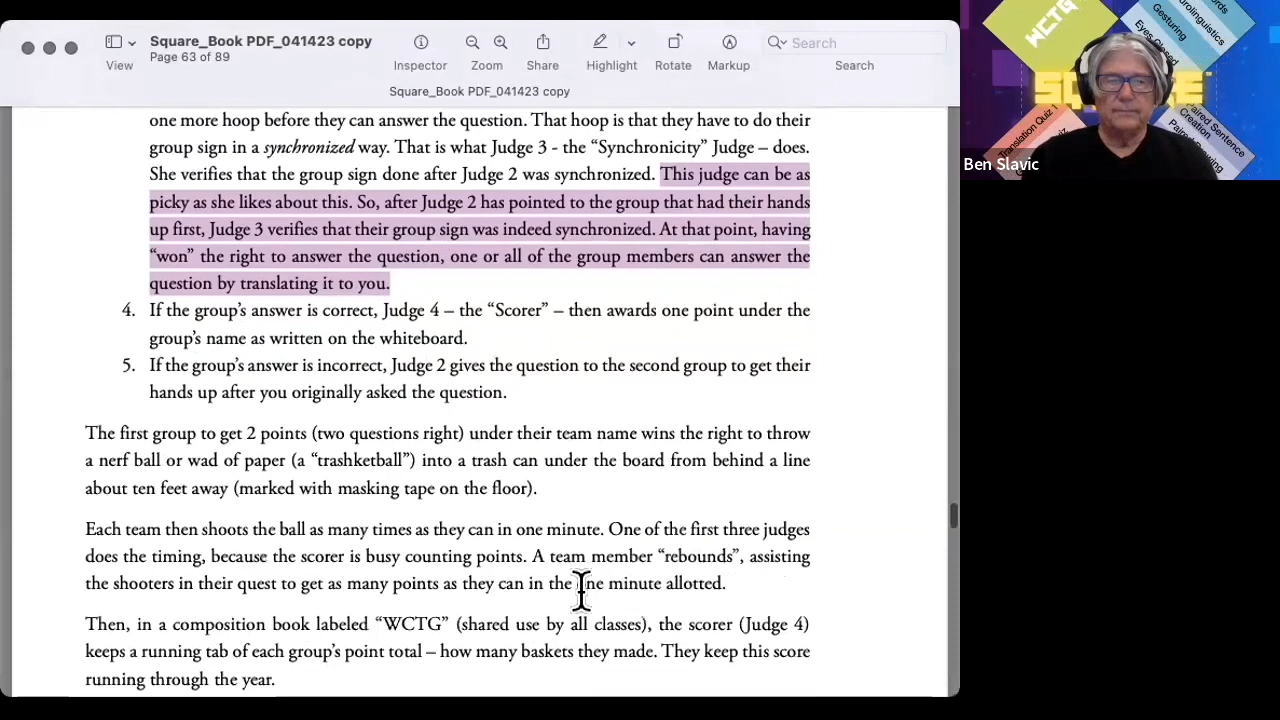 Square_Book PDF_041423 copy
Page 63 of 89
View
Inspector
Zoom
Share
Highlight
Rotate
Markup
Search
Search
Square_Book PDF_041423 copy
one more hoop before they can answer the question. That hoop is that they have to do their
group sign in a synchronized way. That is what Judge 3 - the “Synchronicity” Judge – does.
She verifies that the group sign done after Judge 2 was synchronized. This judge can be as
picky as she likes about this. So, after Judge 2 has pointed to the group that had their hands
up first, Judge 3 verifies that their group sign was indeed synchronized. At that point, having
“won” the right to answer the question, one or all of the group members can answer the
question by translating it to you.
4. If the group’s answer is correct, Judge 4 – the “Scorer” – then awards one point under the
group’s name as written on the whiteboard.
5. If the group’s answer is incorrect, Judge 2 gives the question to the second group to get their
hands up after you originally asked the question.
The first group to get 2 points (two questions right) under their team name wins the right to throw
a nerf ball or wad of paper (a “trashketball”) into a trash can under the board from behind a line
about ten feet away (marked with masking tape on the floor).
Each team then shoots the ball as many times as they can in one minute. One of the first three judges
does the timing, because the scorer is busy counting points. A team member “rebounds”, assisting
the shooters in their quest to get as many points as they can in the one minute allotted.
Then, in a composition book labeled “WCTG” (shared use by all classes), the scorer (Judge 4)
keeps a running tab of each group’s point total – how many baskets they made. They keep this score
running through the year.
WCTG
Gesturing
Eyes Closed
Translation Quiz 1
Creation
Ben Slavic